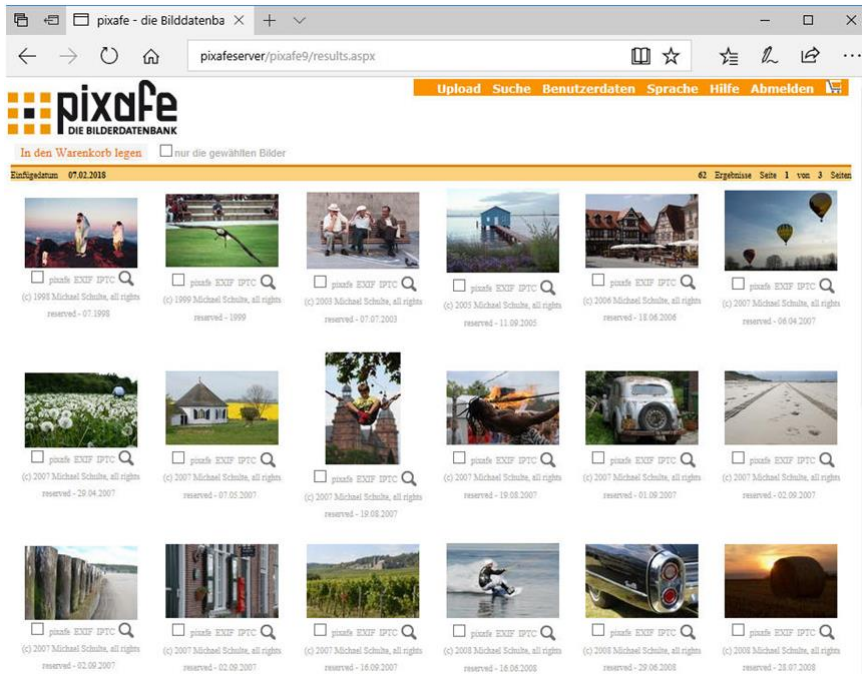 pixafe - die Bilddatenba
pixafeserver/pixafe9/results.aspx
pixafe
DIE BILDERDATENBANK
Upload Suche Benutzerdaten Sprache Hilfe Abmelden
In den Warenkorb legen nur die gewählten Bilder
Einfügedatum 07.02.2018 62 Ergebnisse Seite 1 von 3 Seiten
pixafe EXIF IPTC
(c) 1998 Michael Schulte, all rights
reserved - 07.1998
pixafe EXIF IPTC
(c) 1999 Michael Schulte, all rights
reserved - 1999
pixafe EXIF IPTC
(c) 2003 Michael Schulte, all rights
reserved - 07.07.2003
pixafe EXIF IPTC
(c) 2005 Michael Schulte, all rights
reserved - 11.09.2005
pixafe EXIF IPTC
(c) 2006 Michael Schulte, all rights
reserved - 18.06.2006
pixafe EXIF IPTC
(c) 2007 Michael Schulte, all rights
reserved - 06.04.2007
pixafe EXIF IPTC
(c) 2007 Michael Schulte, all rights
reserved - 29.04.2007
pixafe EXIF IPTC
(c) 2007 Michael Schulte, all rights
reserved - 07.05.2007
pixafe EXIF IPTC
(c) 2007 Michael Schulte, all rights
reserved - 19.08.2007
pixafe EXIF IPTC
(c) 2007 Michael Schulte, all rights
reserved - 19.08.2007
pixafe EXIF IPTC
(c) 2007 Michael Schulte, all rights
reserved - 01.09.2007
pixafe EXIF IPTC
(c) 2007 Michael Schulte, all rights
reserved - 02.09.2007
pixafe EXIF IPTC
(c) 2007 Michael Schulte, all rights
reserved - 02.09.2007
pixafe EXIF IPTC
(c) 2007 Michael Schulte, all rights
reserved - 02.09.2007
pixafe EXIF IPTC
(c) 2007 Michael Schulte, all rights
reserved - 16.09.2007
pixafe EXIF IPTC
(c) 2008 Michael Schulte, all rights
reserved - 16.06.2008
pixafe EXIF IPTC
(c) 2008 Michael Schulte, all rights
reserved - 29.06.2008
pixafe EXIF IPTC
(c) 2008 Michael Schulte, all rights
reserved - 28.07.2008